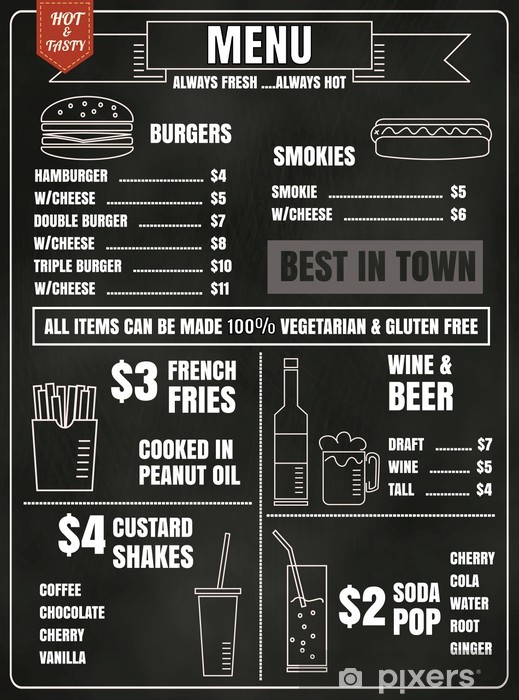 HOT
&
TASTY
MENU
ALWAYS FRESH ....ALWAYS HOT
BURGERS
HAMBURGER ........ $4
W/CHEESE ........ $5
DOUBLE BURGER ........ $7
W/CHEESE ........ $8
TRIPLE BURGER ........ $10
W/CHEESE ........ $11
SMOKIES
SMOKIE ........ $5
W/CHEESE ........ $6
BEST IN TOWN
ALL ITEMS CAN BE MADE 100% VEGETARIAN & GLUTEN FREE
$3 FRENCH
FRIES
COOKED IN
PEANUT OIL
WINE &
BEER
DRAFT ........ $7
WINE ........ $5
TALL ........ $4
$4 CUSTARD
SHAKES
COFFEE
CHOCOLATE
CHERRY
VANILLA
$2 SODA
POP
CHERRY
COLA
WATER
ROOT
GINGER
pixers®